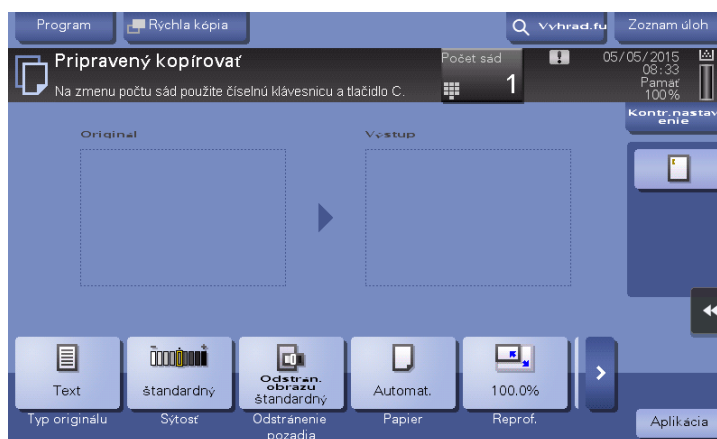 Program
Rýchla kópia
Vyhrad.fu
Zoznam úloh
Pripravený kopírovať
Na zmenu počtu sád použite číselnú klávesnicu a tlačidlo C.
Počet sád
1
05/05/2015
08:33
Pamäť
100%
Kontr.nastav
enie
Originál
Výstup
Text
štandardný
Odstrán.
obrazu
štandardný
Automat.
100.0%
Typ originálu
Sýtosť
Odstránenie
pozadia
Papier
Reprof.
Aplikácia